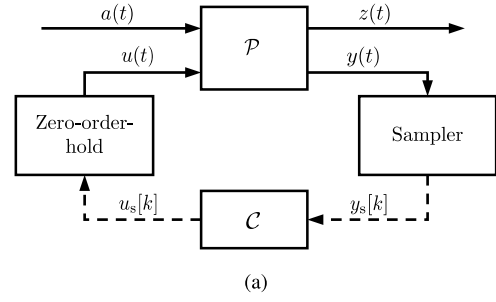 a(t)
z(t)
𝒫
u(t)
y(t)
Zero-order-
hold
Sampler
u_s[k]
𝒞
y_s[k]
(a)